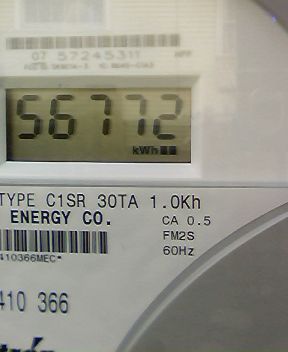 07 57245311
56772
kWh
TYPE C1SR 30TA 1.0Kh
ENERGY CO.
CA 0.5
FM2S
60Hz
410366MEC*
410 366